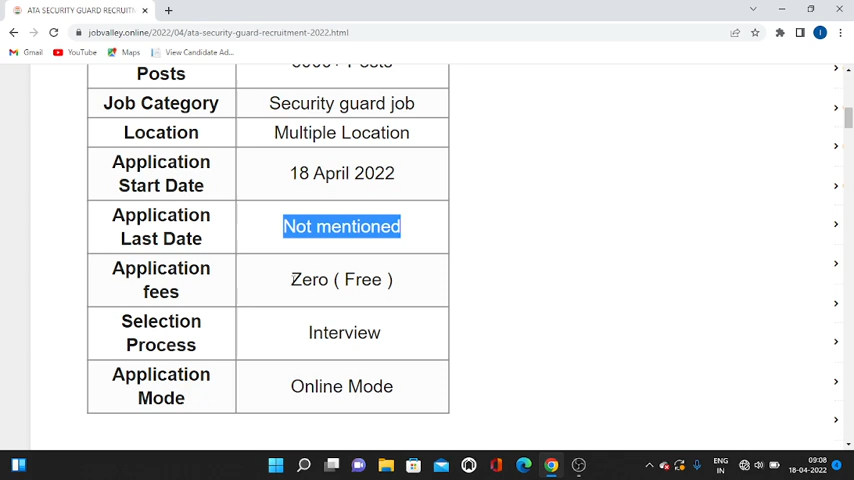 ATA SECURITY GUARD RECRUITMEN
jobvalley.online/2022/04/ata-security-guard-recruitment-2022.html
I
Gmail
YouTube
Maps
View Candidate Ad...
Posts
Job Category
Security guard job
Location
Multiple Location
Application
Start Date
18 April 2022
Application
Last Date
Not mentioned
Application
fees
Zero ( Free )
Selection
Process
Interview
Application
Mode
Online Mode
ENG
IN
09:08
18-04-2022